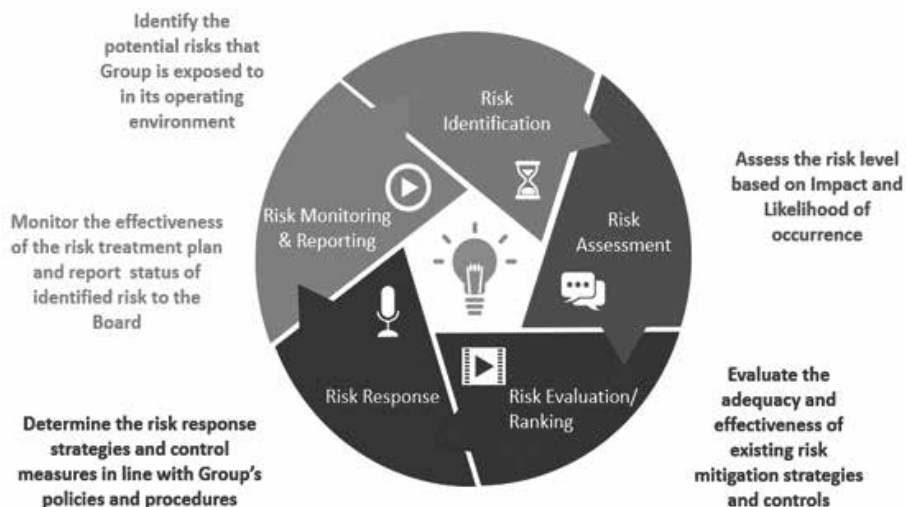 Identify the
potential risks that
Group is exposed to
in its operating
environment
Risk
Identification
Assess the risk level
based on Impact and
Likelihood of
occurrence
Risk
Assessment
Evaluate the
adequacy and
effectiveness of
existing risk
mitigation strategies
and controls
Risk Evaluation/
Ranking
Determine the risk response
strategies and control
measures in line with Group's
policies and procedures
Risk Response
Monitor the effectiveness
of the risk treatment plan
and report status of
identified risk to the
Board
Risk Monitoring
& Reporting